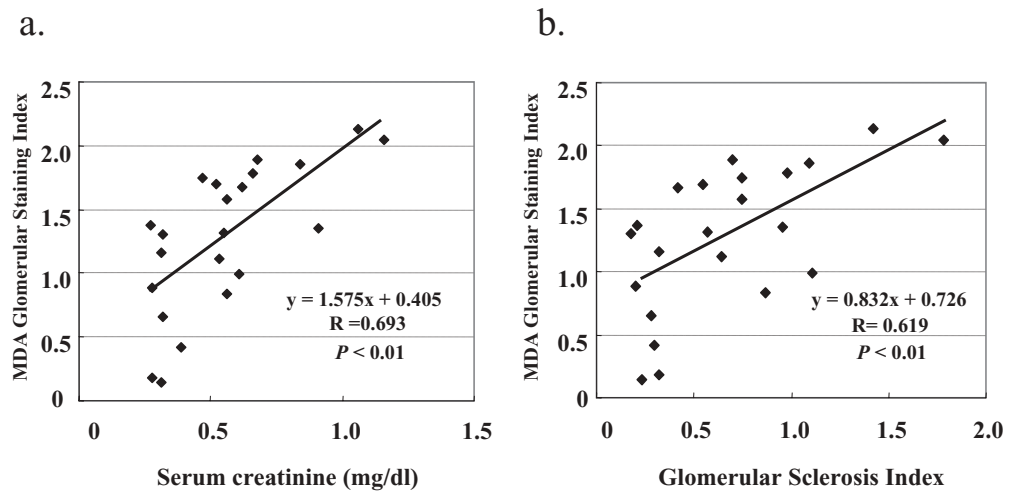 a.
MDA Glomerular Staining Index
2.5
2.0
1.5
1.0
0.5
0
y = 1.575x + 0.405
R =0.693
P < 0.01
0 0.5 1.0 1.5
Serum creatinine (mg/dl)
b.
MDA Glomerular Staining Index
2.5
2.0
1.5
1.0
0.5
0
y = 0.832x + 0.726
R= 0.619
P < 0.01
0 0.5 1.0 1.5 2.0
Glomerular Sclerosis Index